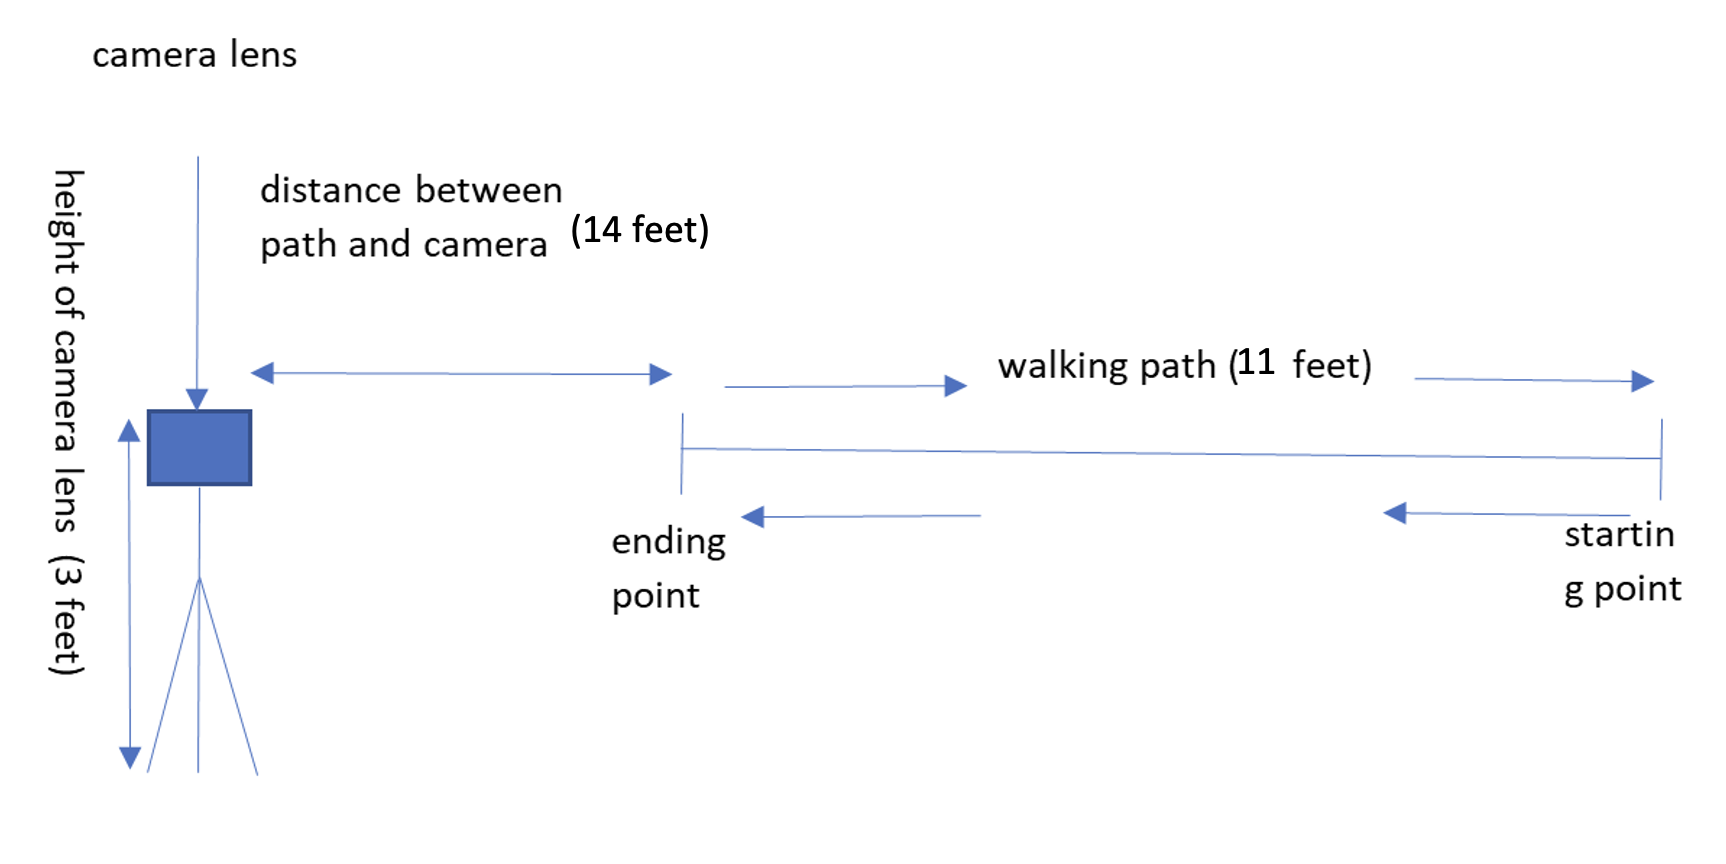 camera lens
height of camera lens (3 feet)
distance between
path and camera (14 feet)
walking path (11 feet)
ending
point
startin
g point